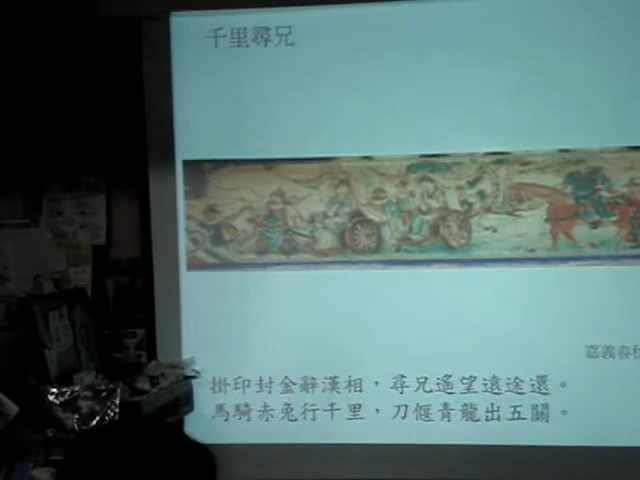 千里尋兄
嘉義春秋
掛印封金辭漢相，尋兄遙望遠途還。
馬騎赤兔行千里，刀偃青龍出五關。